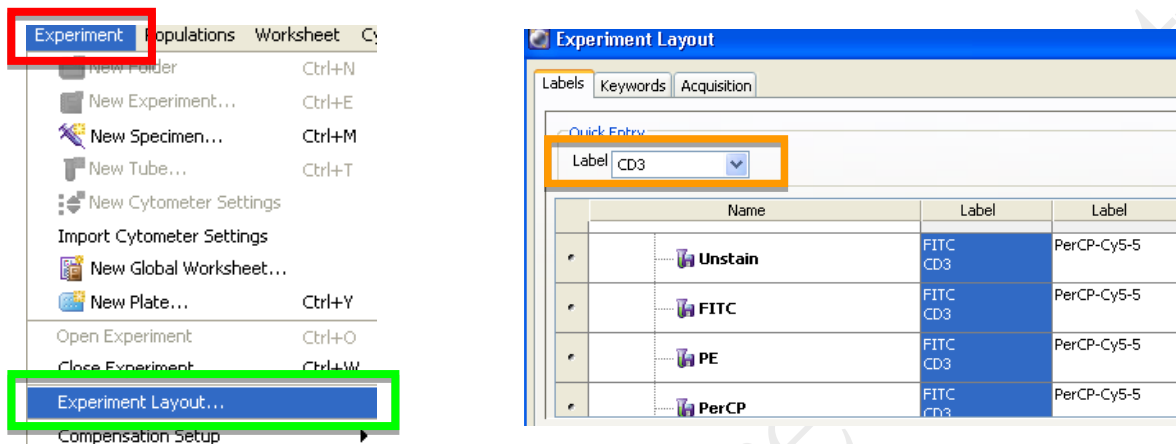 Experiment Populations Worksheet
New Folder Ctrl+N
New Experiment... Ctrl+E
New Specimen... Ctrl+M
New Tube... Ctrl+T
New Cytometer Settings
Import Cytometer Settings
New Global Worksheet...
New Plate... Ctrl+Y
Open Experiment Ctrl+O
Close Experiment Ctrl+W
Experiment Layout...
Compensation Setup
Experiment Layout
Labels Keywords Acquisition
Quick Entry
Label CD3
Name Label Label
Unstain FITC PerCP-Cy5-5
CD3
FITC FITC PerCP-Cy5-5
CD3
PE FITC PerCP-Cy5-5
CD3
PerCP FITC PerCP-Cy5-5
CD3